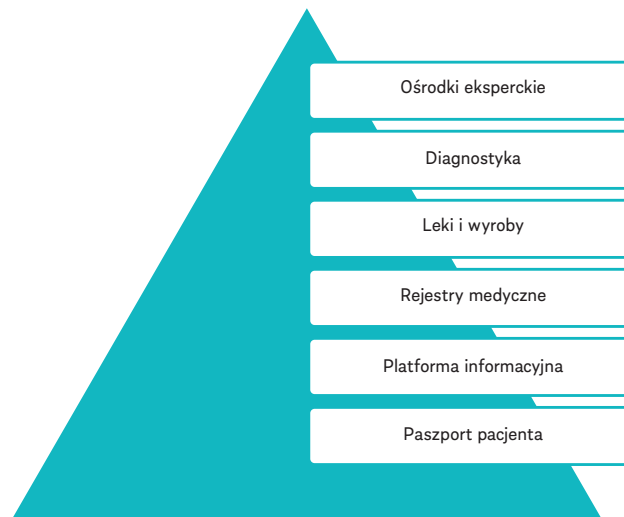 Ośrodki eksperckie
Diagnostyka
Leki i wyroby
Rejestry medyczne
Platforma informacyjna
Paszport pacjenta